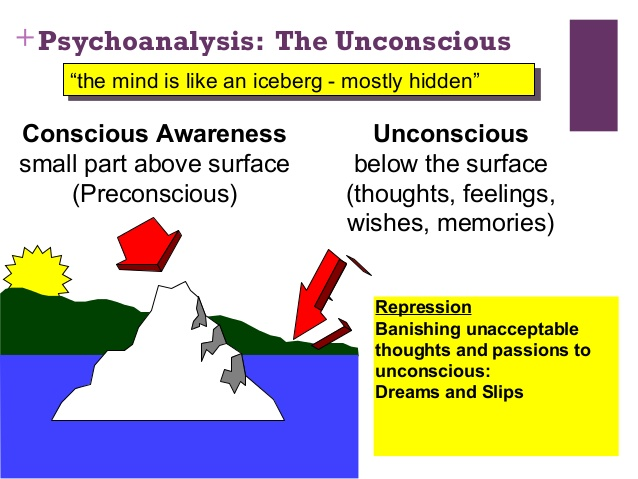 + Psychoanalysis: The Unconscious
“the mind is like an iceberg - mostly hidden”
Conscious Awareness
small part above surface
(Preconscious)
Unconscious
below the surface
(thoughts, feelings,
wishes, memories)
Repression
Banishing unacceptable
thoughts and passions to
unconscious:
Dreams and Slips